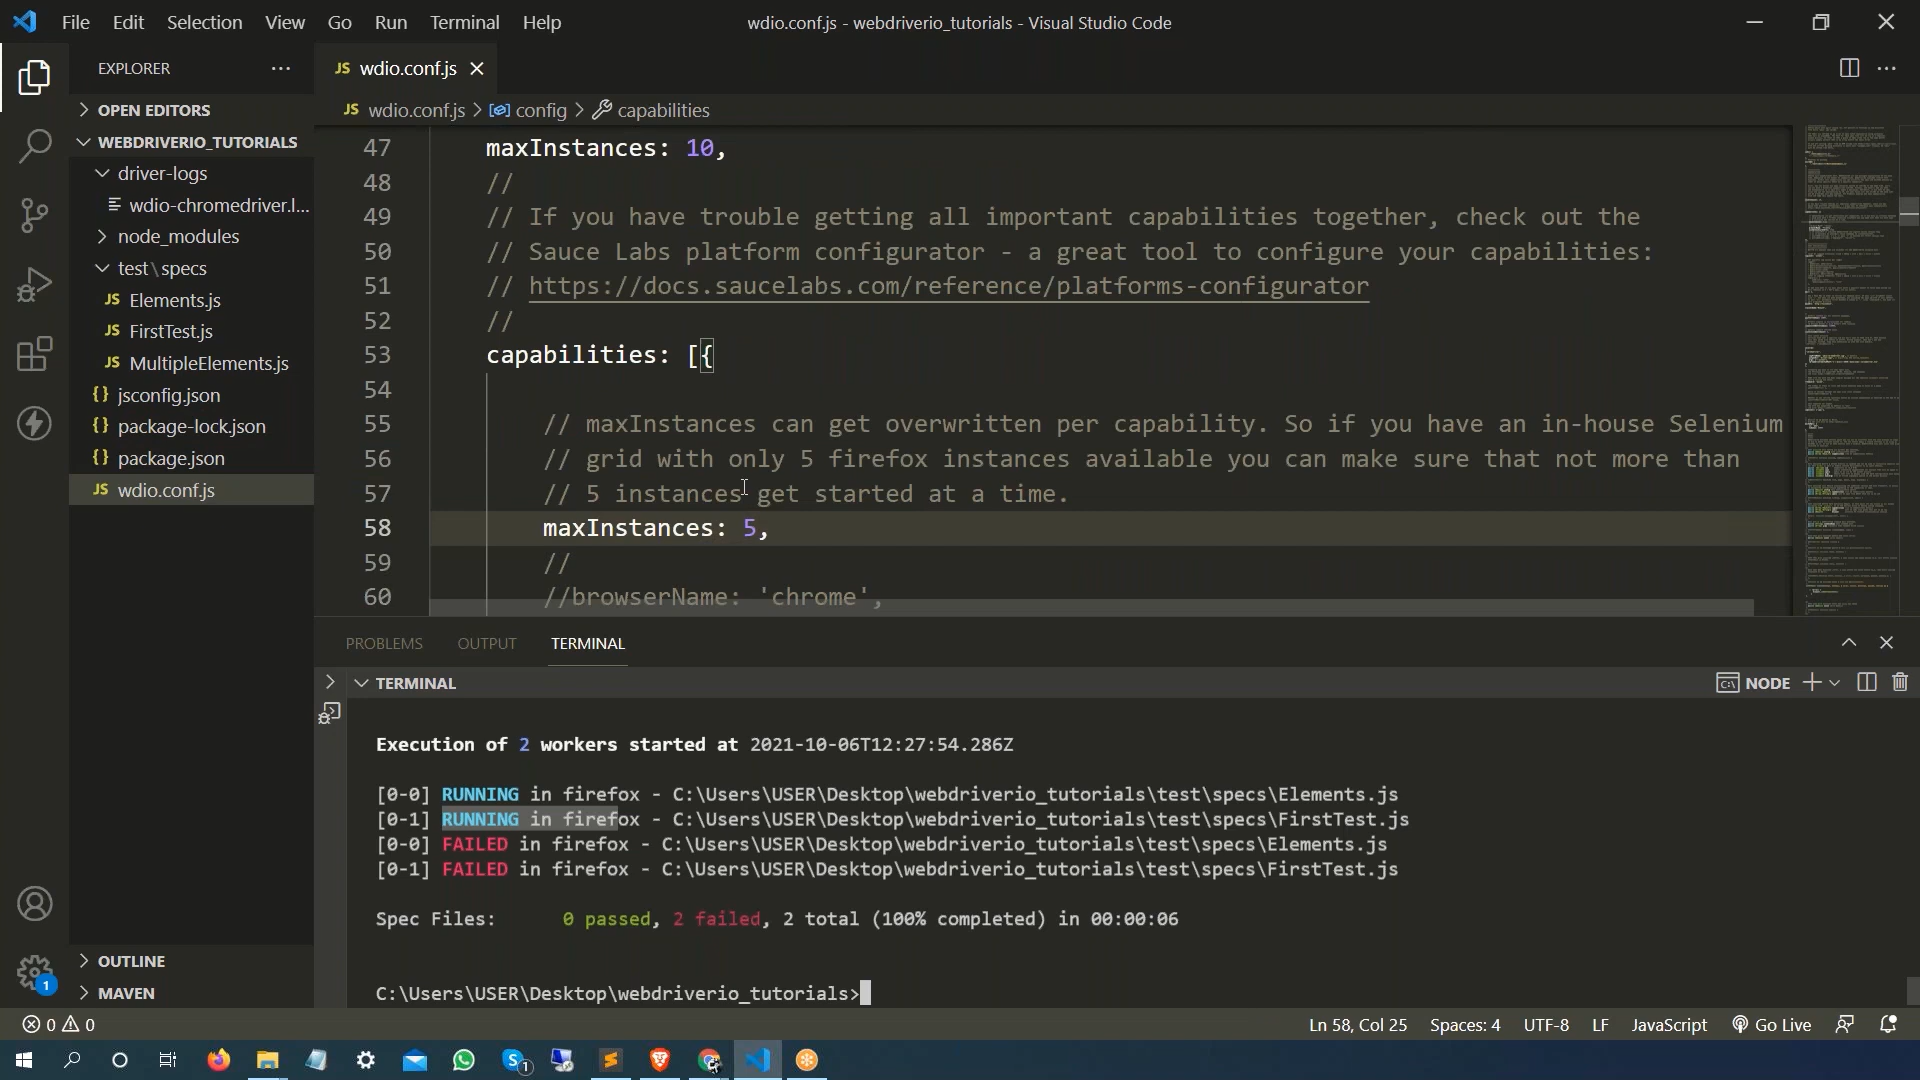 File Edit Selection View Go Run Terminal Help
wdio.conf.js - webdriverio_tutorials - Visual Studio Code
EXPLORER
OPEN EDITORS
WEBDRIVERIO_TUTORIALS
driver-logs
wdio-chromedriver.l...
node_modules
test\specs
JS Elements.js
JS FirstTest.js
JS MultipleElements.js
{} jsconfig.json
{} package-lock.json
{} package.json
JS wdio.conf.js
OUTLINE
MAVEN
JS wdio.conf.js
JS wdio.conf.js > config > capabilities
47 maxInstances: 10,
48 //
49 // If you have trouble getting all important capabilities together, check out the
50 // Sauce Labs platform configurator - a great tool to configure your capabilities:
51 // https://docs.saucelabs.com/reference/platforms-configurator
52 //
53 capabilities: [{
54
55 // maxInstances can get overwritten per capability. So if you have an in-house Selenium
56 // grid with only 5 firefox instances available you can make sure that not more than
57 // 5 instances get started at a time.
58 maxInstances: 5,
59 //
60 //browserName: 'chrome',
PROBLEMS OUTPUT TERMINAL
TERMINAL
NODE
Execution of 2 workers started at 2021-10-06T12:27:54.286Z
[0-0] RUNNING in firefox - C:\Users\USER\Desktop\webdriverio_tutorials\test\specs\Elements.js
[0-1] RUNNING in firefox - C:\Users\USER\Desktop\webdriverio_tutorials\test\specs\FirstTest.js
[0-0] FAILED in firefox - C:\Users\USER\Desktop\webdriverio_tutorials\test\specs\Elements.js
[0-1] FAILED in firefox - C:\Users\USER\Desktop\webdriverio_tutorials\test\specs\FirstTest.js
Spec Files: 0 passed, 2 failed, 2 total (100% completed) in 00:00:06
C:\Users\USER\Desktop\webdriverio_tutorials>
1
0 0
Ln 58, Col 25 Spaces: 4 UTF-8 LF JavaScript Go Live
1